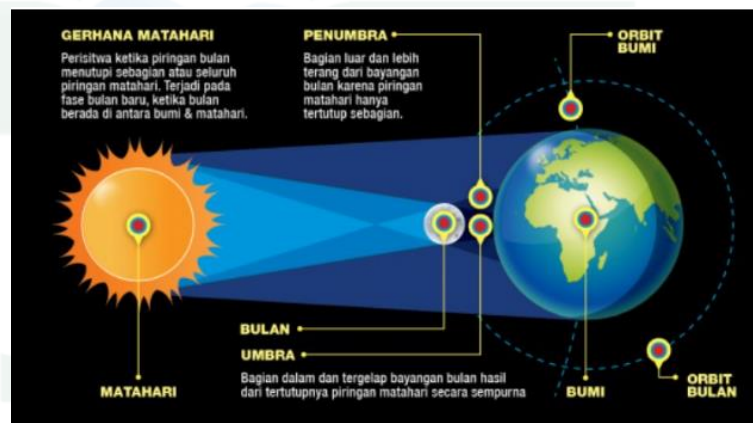 GERHANA MATAHARI
Perisitwa ketika piringan bulan
menutupi sebagian atau seluruh
piringan matahari. Terjadi pada
fase bulan baru, ketika bulan
berada di antara bumi & matahari.
PENUMBRA
Bagian luar dan lebih
terang dari bayangan
bulan karena piringan
matahari hanya
tertutup sebagian.
ORBIT
BUMI
BULAN
UMBRA
Bagian dalam dan tergelap bayangan bulan hasil
dari tertutupnya piringan matahari secara sempurna
MATAHARI
BUMI
ORBIT
BULAN